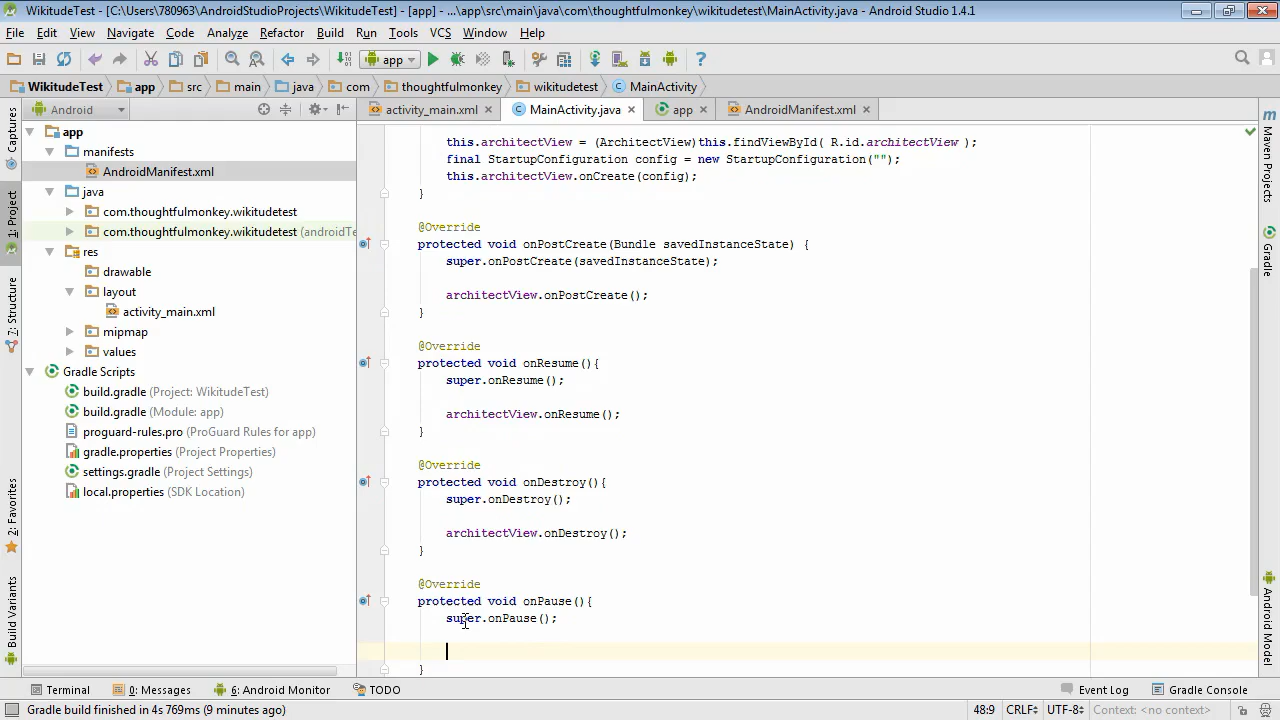 WikitudeTest - [C:\Users\780963\AndroidStudioProjects\WikitudeTest] - [app] - ...\app\src\main\java\com\thoughtfulmonkey\wikitudetest\MainActivity.java - Android Studio 1.4.1
File Edit View Navigate Code Analyze Refactor Build Run Tools VCS Window Help
app
WikitudeTest app src main java com thoughtfulmonkey wikitudetest MainActivity
Android
activity_main.xml MainActivity.java app AndroidManifest.xml
Captures
1: Project
7: Structure
2: Favorites
Build Variants
app
manifests
AndroidManifest.xml
java
com.thoughtfulmonkey.wikitudetest
com.thoughtfulmonkey.wikitudetest (androidTe
res
drawable
layout
activity_main.xml
mipmap
values
Gradle Scripts
build.gradle (Project: WikitudeTest)
build.gradle (Module: app)
proguard-rules.pro (ProGuard Rules for app)
gradle.properties (Project Properties)
settings.gradle (Project Settings)
local.properties (SDK Location)
this.architectView = (ArchitectView)this.findViewById( R.id.architectView );
final StartupConfiguration config = new StartupConfiguration("");
this.architectView.onCreate(config);
}
@Override
protected void onPostCreate(Bundle savedInstanceState) {
super.onPostCreate(savedInstanceState);
architectView.onPostCreate();
}
@Override
protected void onResume(){
super.onResume();
architectView.onResume();
}
@Override
protected void onDestroy(){
super.onDestroy();
architectView.onDestroy();
}
@Override
protected void onPause(){
super.onPause();
}
Maven Projects
Gradle
Android Model
Terminal 0: Messages 6: Android Monitor TODO Event Log Gradle Console
Gradle build finished in 4s 769ms (9 minutes ago) 48:9 CRLF UTF-8 Context: <no context>